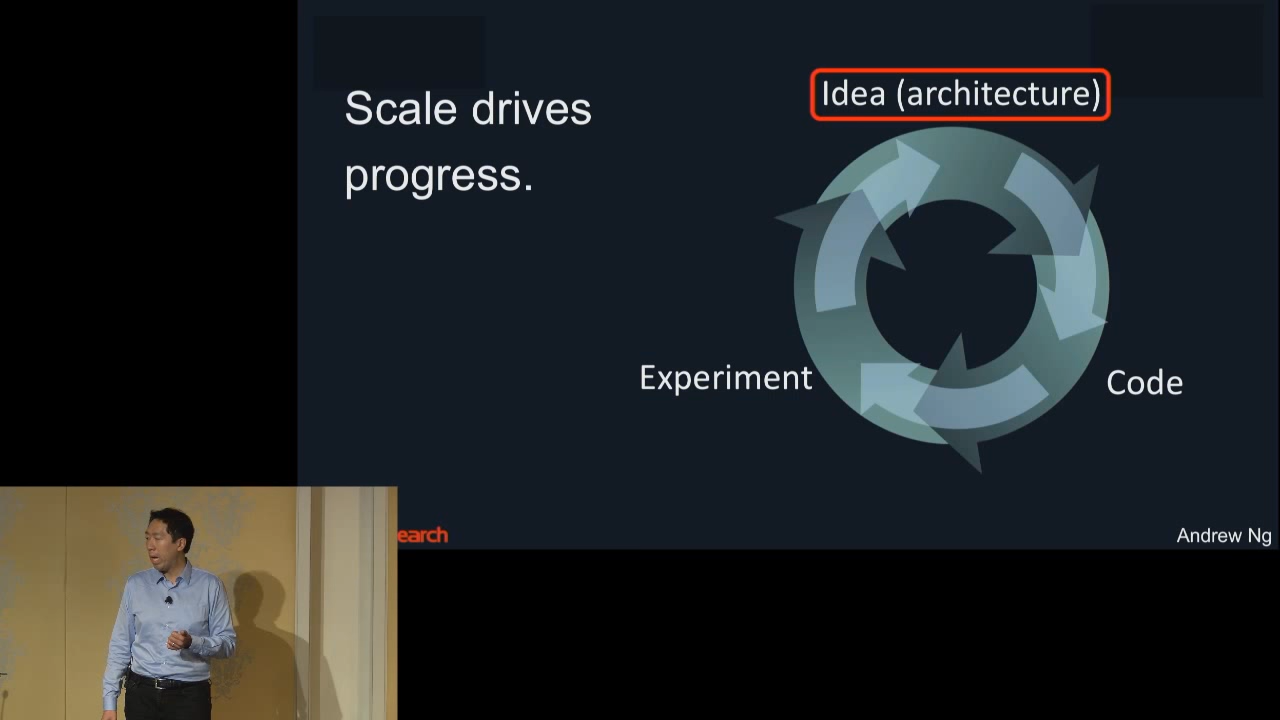 Scale drives
progress.
Idea (architecture)
Experiment
Code
earch
Andrew Ng